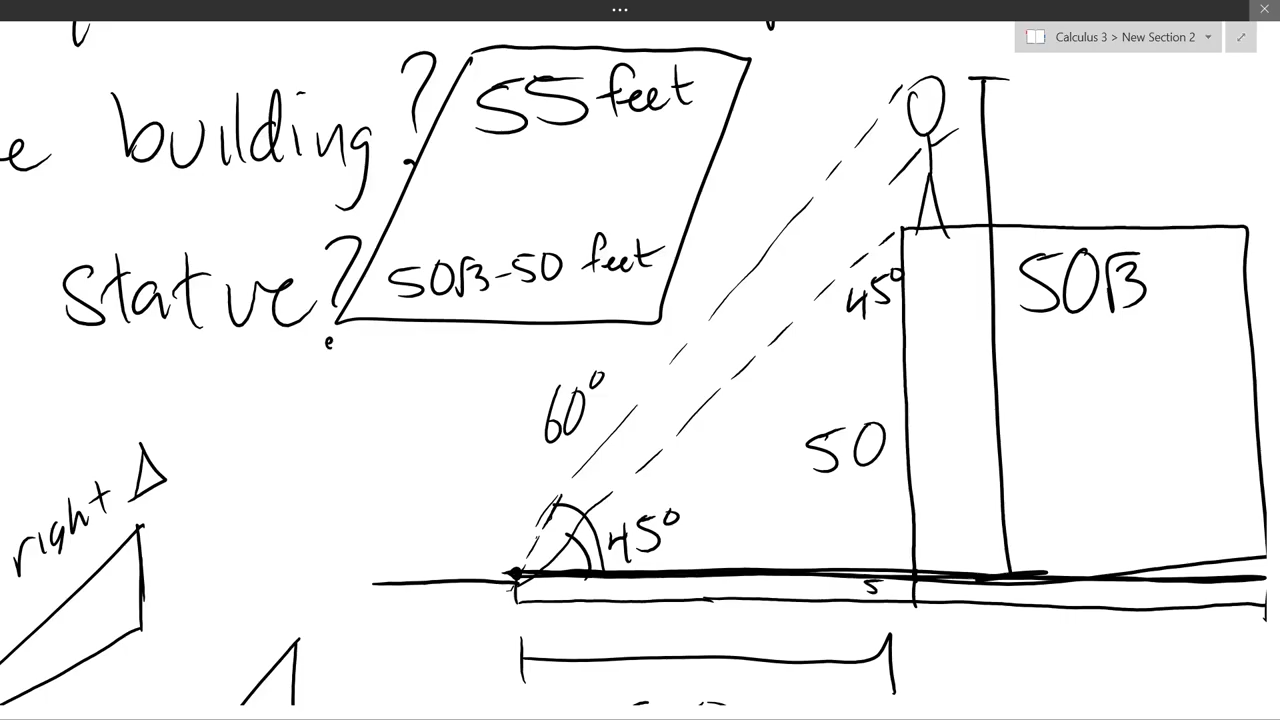 Calculus 3 > New Section 2
e building?
55 feet
statue?
50√3-50 feet
45°
50√3
60°
50
45°
right Δ
5